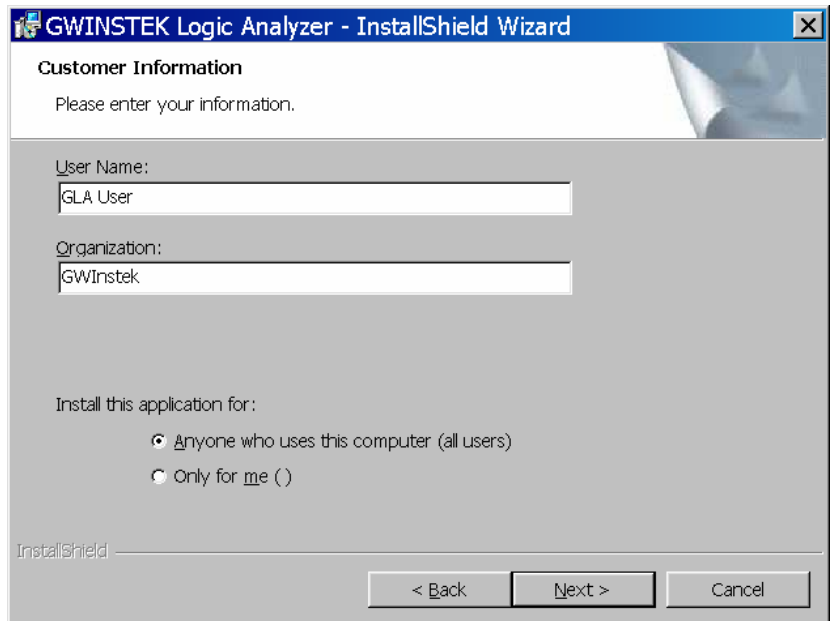 GWINSTEK Logic Analyzer - InstallShield Wizard
Customer Information
Please enter your information.
User Name:
GLA User
Organization:
GWInstek
Install this application for:
Anyone who uses this computer (all users)
Only for me ()
InstallShield
< Back Next > Cancel